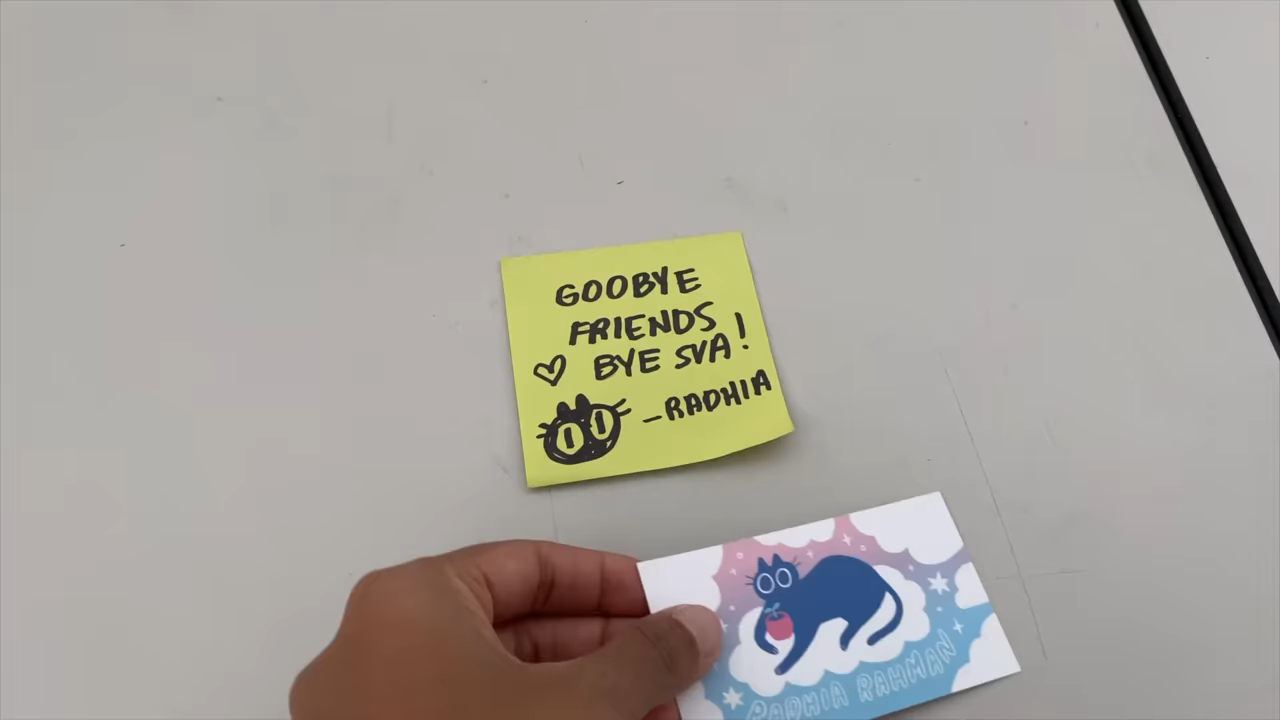 GOOBYE
FRIENDS
♡ BYE SVA!
-RADHIA
RADHIA RAHMAN